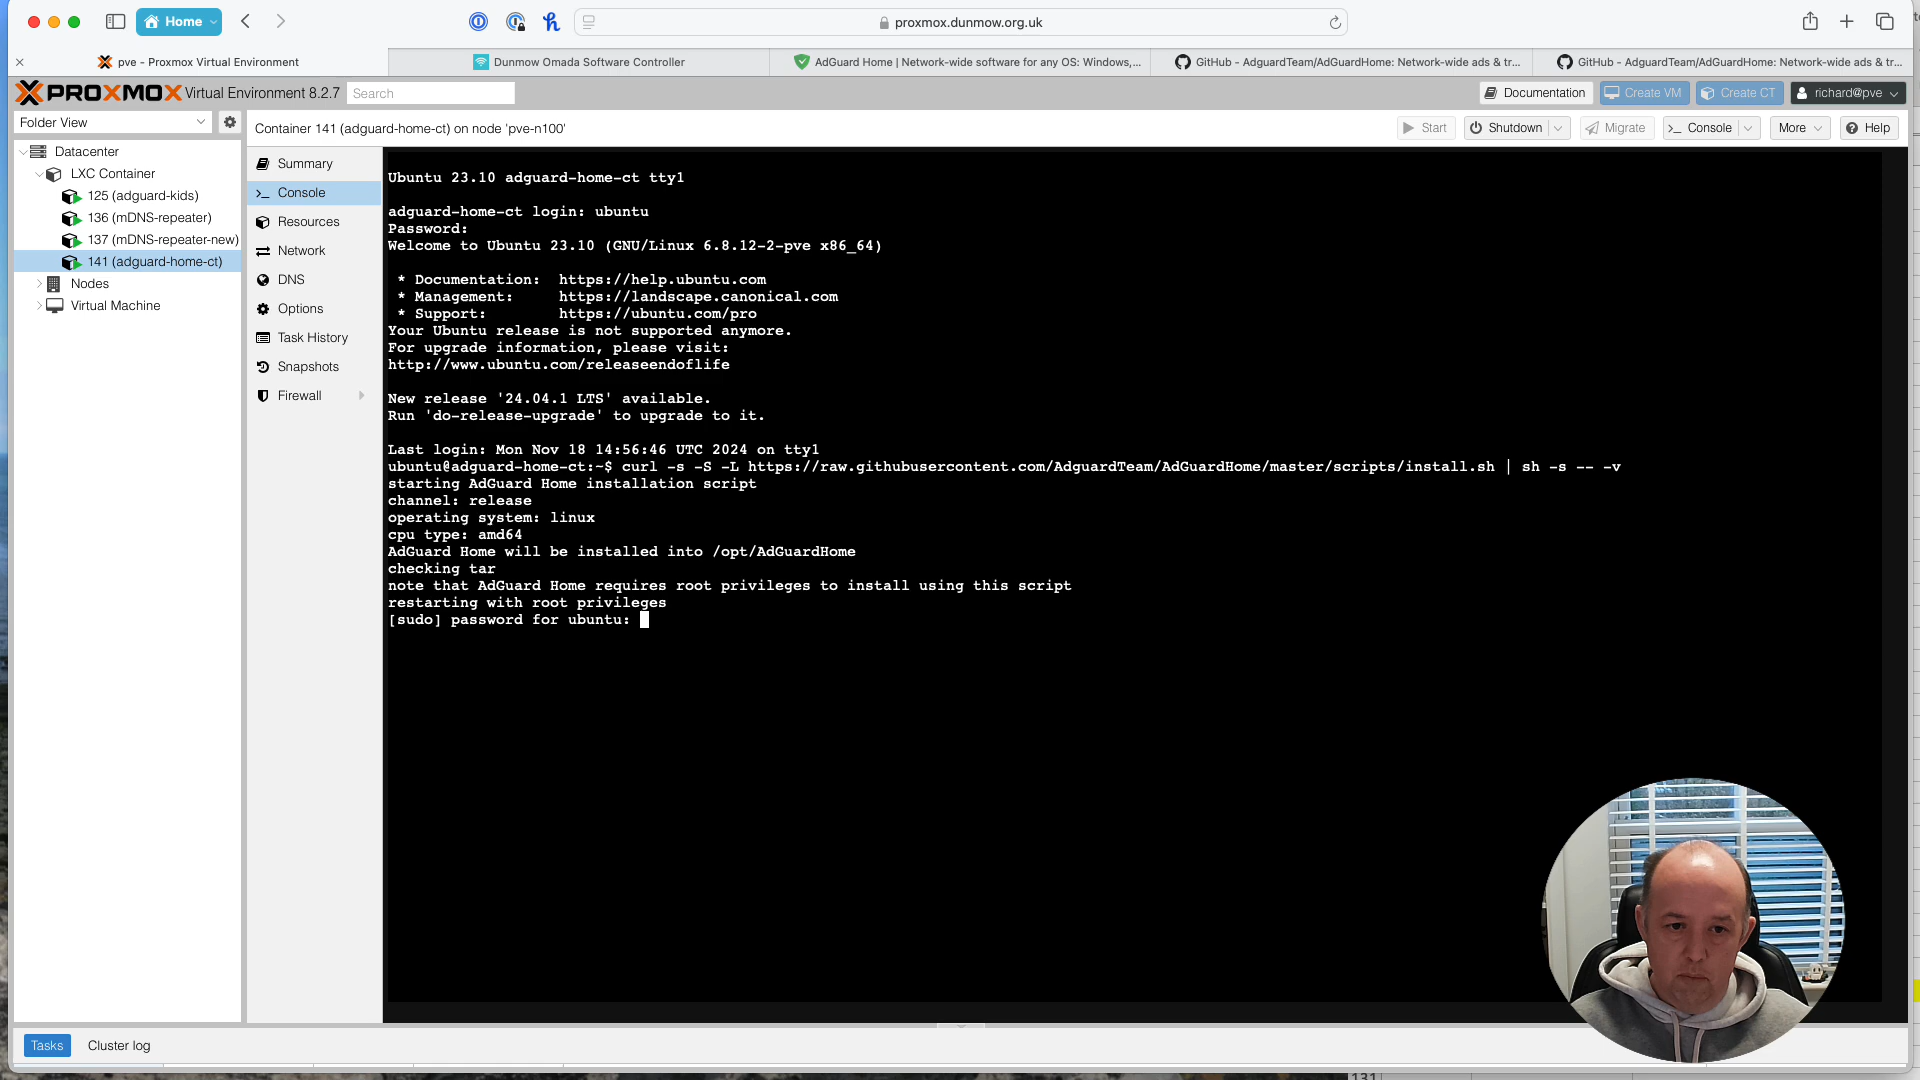 Home
proxmox.dunmow.org.uk
pve - Proxmox Virtual Environment
Dunmow Omada Software Controller
AdGuard Home | Network-wide software for any OS: Windows,...
GitHub - AdguardTeam/AdGuardHome: Network-wide ads & tr...
GitHub - AdguardTeam/AdGuardHome: Network-wide ads & tr...
PROXMOX Virtual Environment 8.2.7
Search
Documentation
Create VM
Create CT
richard@pve
Folder View
Container 141 (adguard-home-ct) on node 'pve-n100'
Start
Shutdown
Migrate
Console
More
Help
Datacenter
LXC Container
125 (adguard-kids)
136 (mDNS-repeater)
137 (mDNS-repeater-new)
141 (adguard-home-ct)
Nodes
Virtual Machine
Summary
Console
Resources
Network
DNS
Options
Task History
Snapshots
Firewall
Ubuntu 23.10 adguard-home-ct tty1
adguard-home-ct login: ubuntu
Password:
Welcome to Ubuntu 23.10 (GNU/Linux 6.8.12-2-pve x86_64)
* Documentation:  https://help.ubuntu.com
* Management:     https://landscape.canonical.com
* Support:        https://ubuntu.com/pro
Your Ubuntu release is not supported anymore.
For upgrade information, please visit:
http://www.ubuntu.com/releaseendoflife
New release '24.04.1 LTS' available.
Run 'do-release-upgrade' to upgrade to it.
Last login: Mon Nov 18 14:56:46 UTC 2024 on tty1
ubuntu@adguard-home-ct:~$ curl -s -S -L https://raw.githubusercontent.com/AdguardTeam/AdGuardHome/master/scripts/install.sh | sh -s -- -v
starting AdGuard Home installation script
channel: release
operating system: linux
cpu type: amd64
AdGuard Home will be installed into /opt/AdGuardHome
checking tar
note that AdGuard Home requires root privileges to install using this script
restarting with root privileges
[sudo] password for ubuntu:
Tasks
Cluster log
131